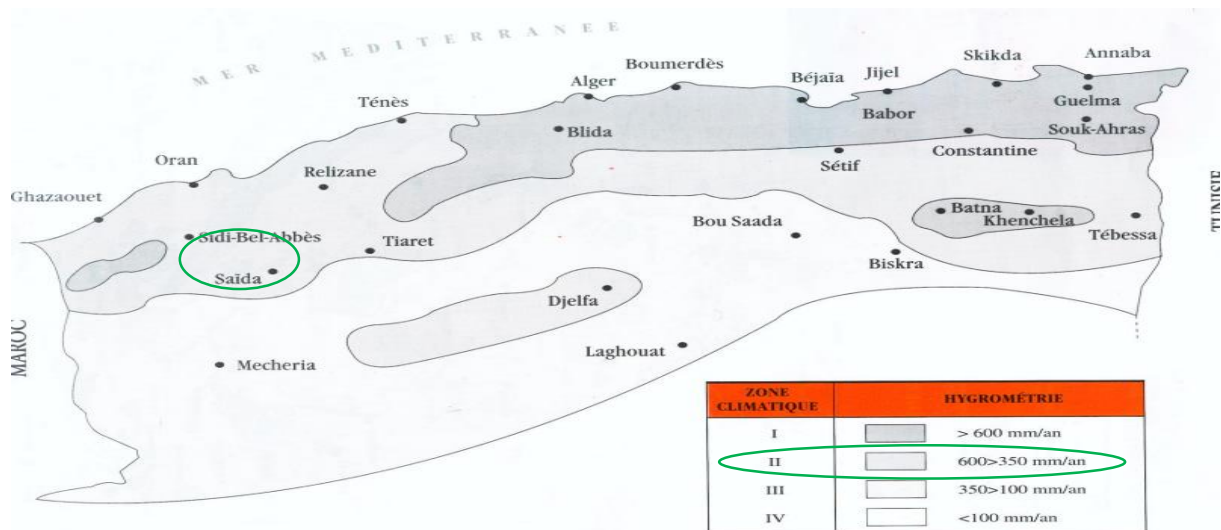 MER MEDITERRANEE
Skikda
Annaba
Boumerdès
Jijel
Alger
Béjaïa
Ténès
Guelma
Babor
Blida
Souk-Ahras
Oran
Constantine
Relizane
Sétif
Ghazaouet
TUNISIE
Batna
Khenchela
Bou Saada
Tébessa
Sidi-Bel-Abbès
Tiaret
Biskra
Saïda
Djelfa
MAROC
Laghouat
Mecheria
ZONE CLIMATIQUE
HYGROMÉTRIE
I > 600 mm/an
II 600>350 mm/an
III 350>100 mm/an
IV <100 mm/an